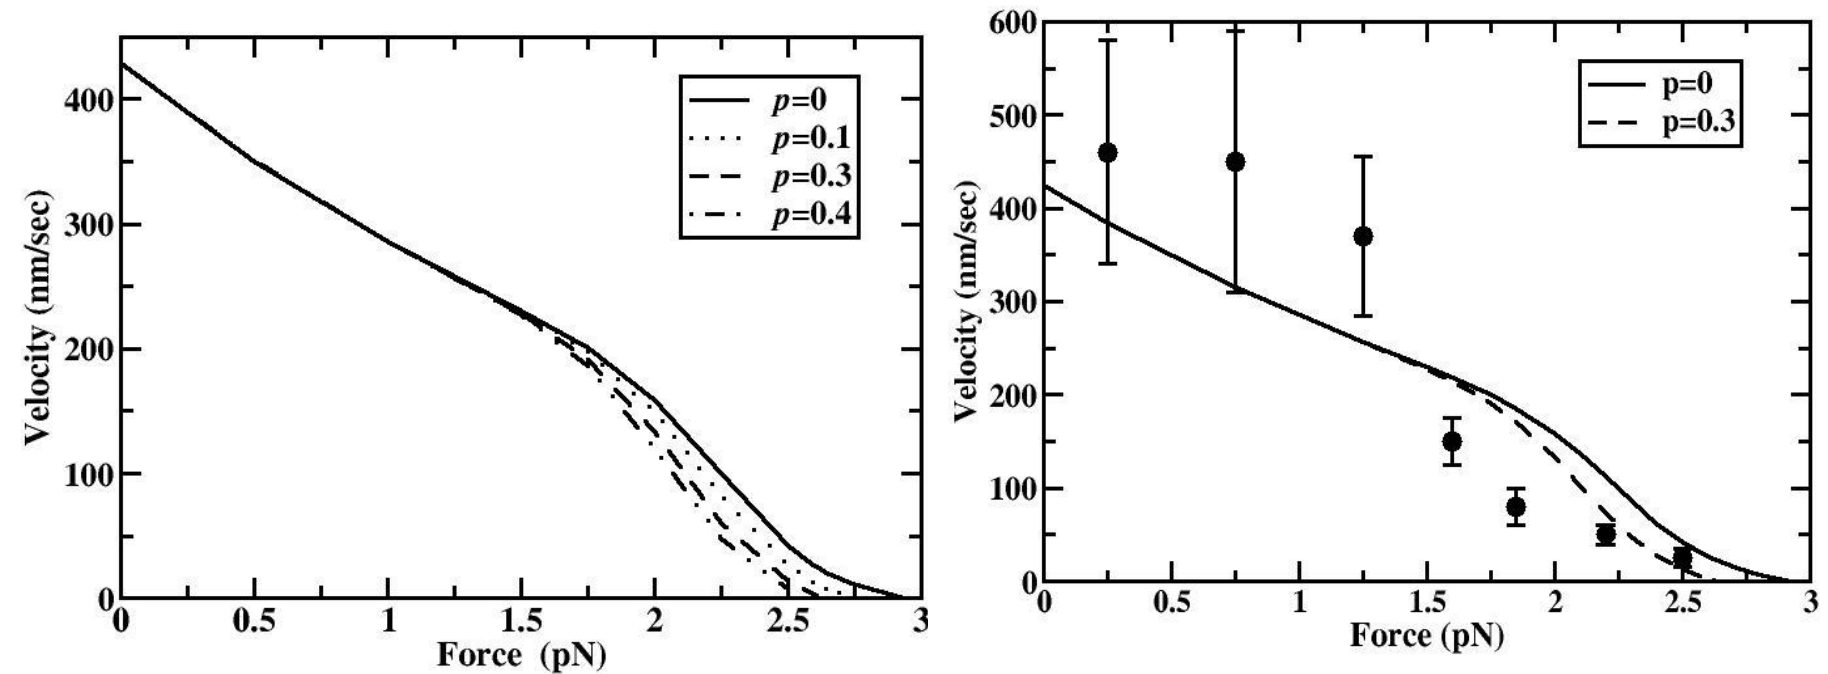 400
300
200
100
0
Velocity (nm/sec)
p=0
p=0.1
p=0.3
p=0.4
0 0.5 1 1.5 2 2.5 3
Force (pN)
600
500
400
300
200
100
0
Velocity (nm/sec)
p=0
p=0.3
0 0.5 1 1.5 2 2.5 3
Force (pN)